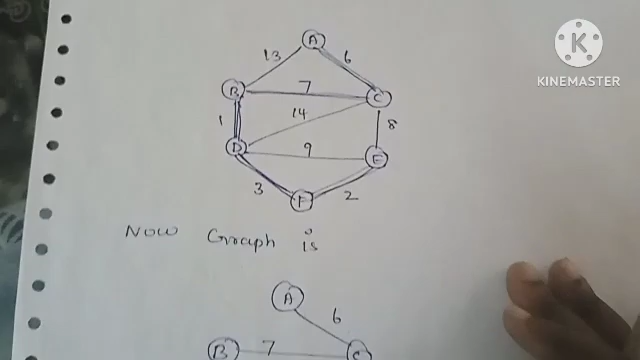 A
13 6
B 7 C
14
1 8
D 9 E
3 2
F
Now Graph is
A
6
B 7 C
K
KINEMASTER